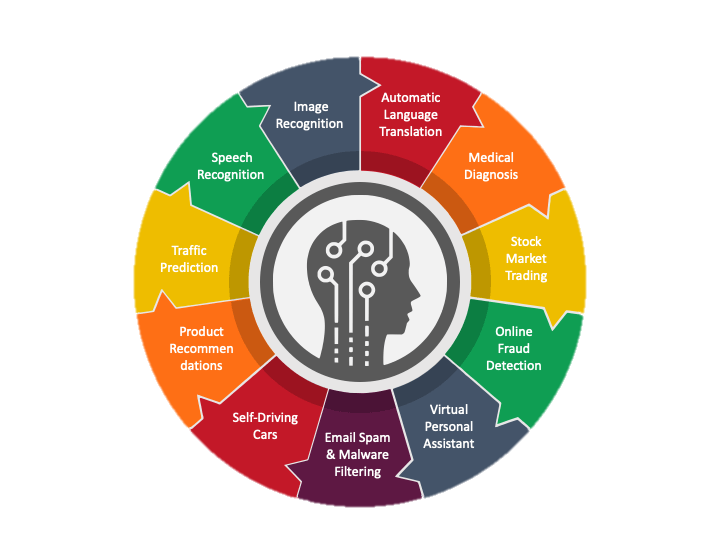 Image
Recognition
Automatic
Language
Translation
Medical
Diagnosis
Stock
Market
Trading
Online
Fraud
Detection
Virtual
Personal
Assistant
Email Spam
& Malware
Filtering
Self-Driving
Cars
Product
Recommen
dations
Traffic
Prediction
Speech
Recognition